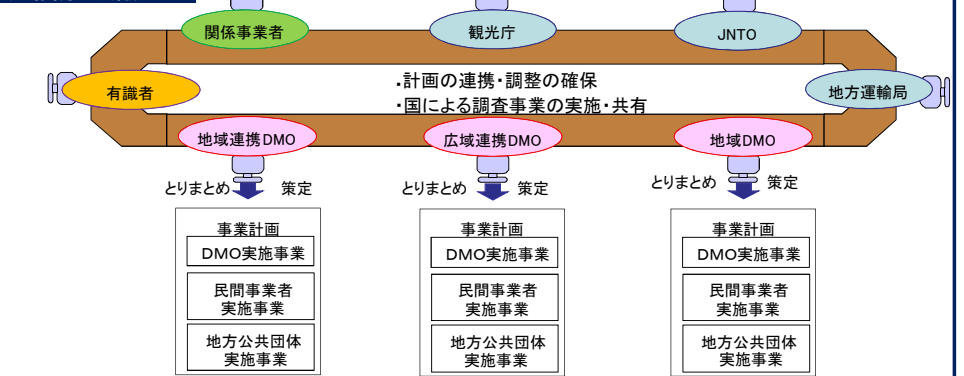 関係事業者
観光庁
JNTO
有識者
.計画の連携・調整の確保
・国による調査事業の実施・共有
地方運輸局
地域連携DMO
広域連携DMO
地域DMO
とりまとめ 策定
とりまとめ 策定
とりまとめ 策定
事業計画
DMO実施事業
民間事業者
実施事業
地方公共団体
実施事業
事業計画
DMO実施事業
民間事業者
実施事業
地方公共団体
実施事業
事業計画
DMO実施事業
民間事業者
実施事業
地方公共団体
実施事業